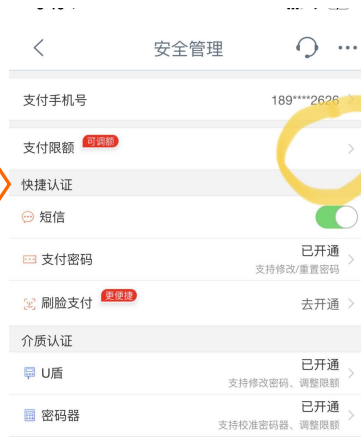 安全管理
支付手机号 189****2626
支付限额 可调额
快捷认证
短信
支付密码 已开通
支持修改/重置密码
刷脸支付 更便捷 去开通
介质认证
U盾 已开通
支持修改密码、调整限额
密码器 已开通
支持校准密码器、调整限额